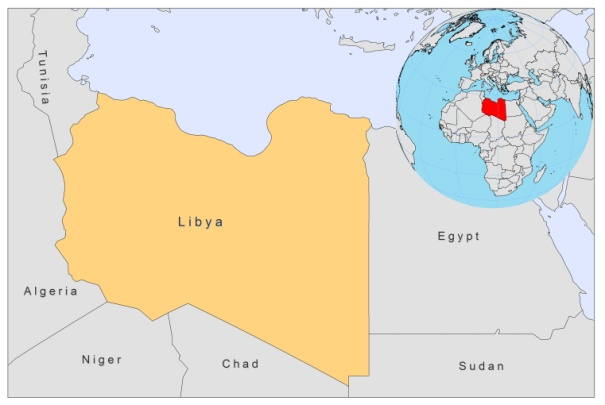 Tunisia
Libya
Egypt
Algeria
Niger
Chad
Sudan